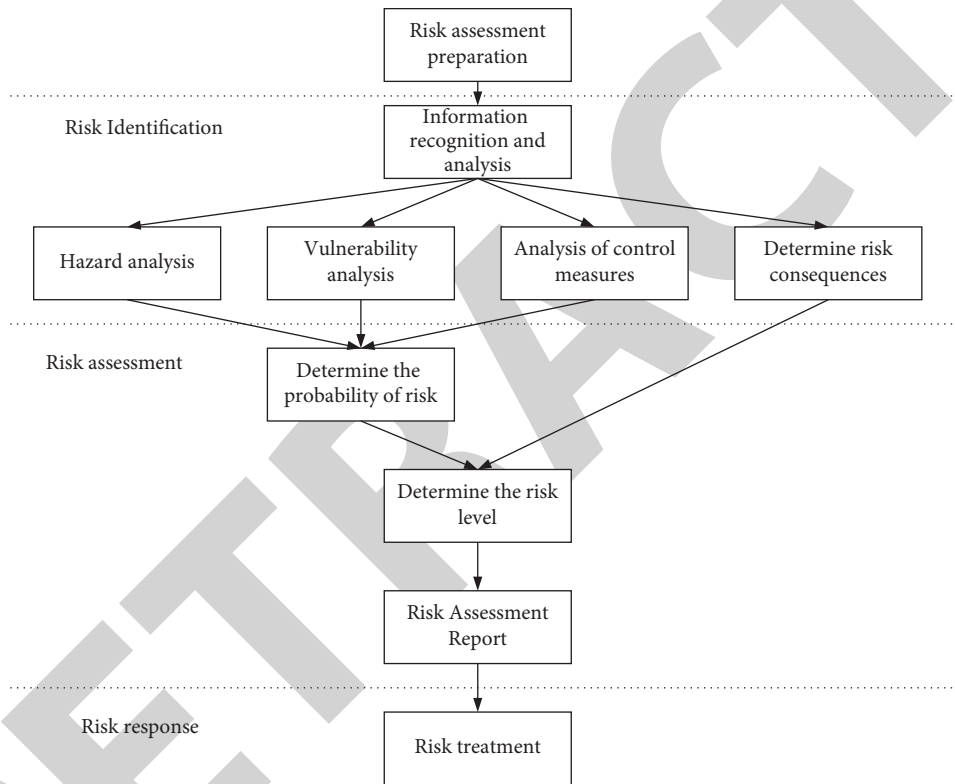 Risk assessment
preparation
Risk Identification
Information
recognition and
analysis
Hazard analysis
Vulnerability
analysis
Analysis of control
measures
Determine risk
consequences
Risk assessment
Determine the
probability of risk
Determine the risk
level
Risk Assessment
Report
Risk response
Risk treatment
ETRACT